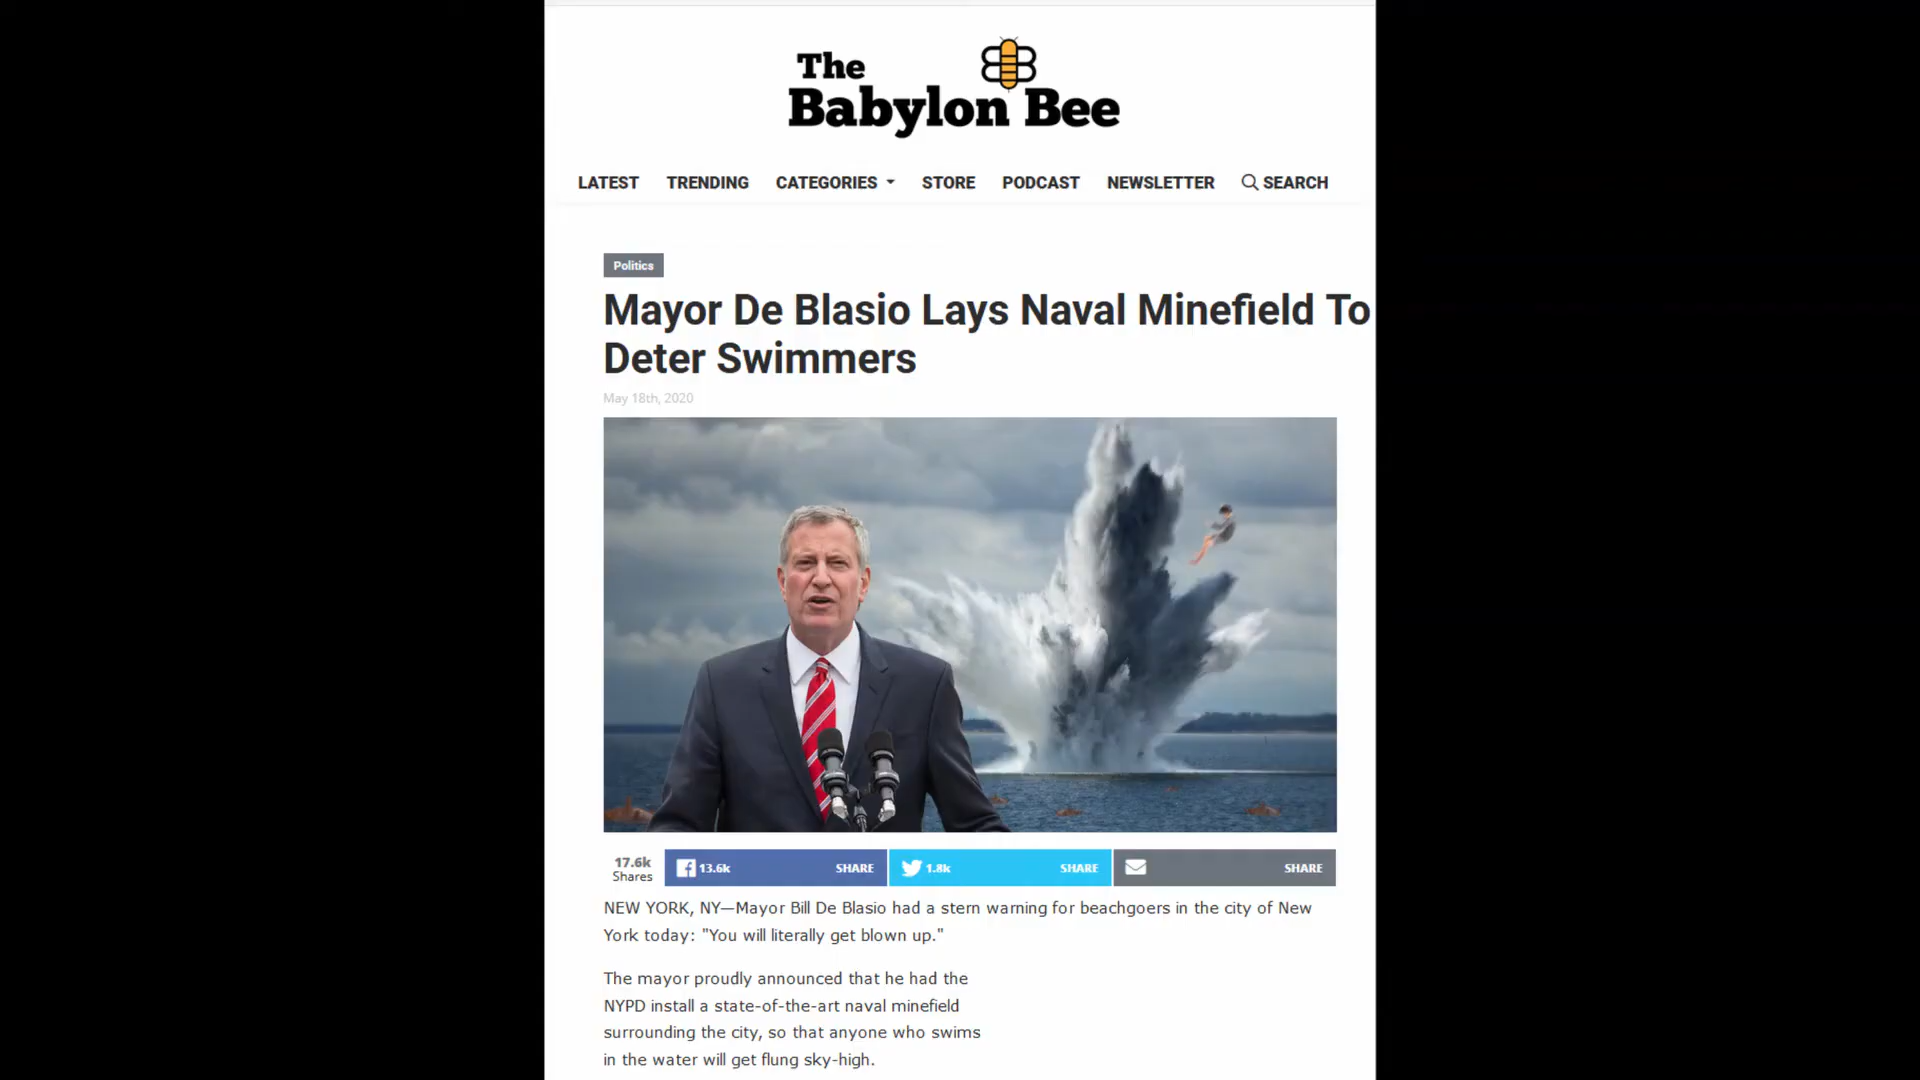 The
Babylon Bee
LATEST TRENDING CATEGORIES STORE PODCAST NEWSLETTER SEARCH
Politics
Mayor De Blasio Lays Naval Minefield To
Deter Swimmers
May 18th, 2020
17.6k
Shares
13.6k SHARE
1.8k SHARE
SHARE
NEW YORK, NY—Mayor Bill De Blasio had a stern warning for beachgoers in the city of New
York today: "You will literally get blown up."
The mayor proudly announced that he had the
NYPD install a state-of-the-art naval minefield
surrounding the city, so that anyone who swims
in the water will get flung sky-high.